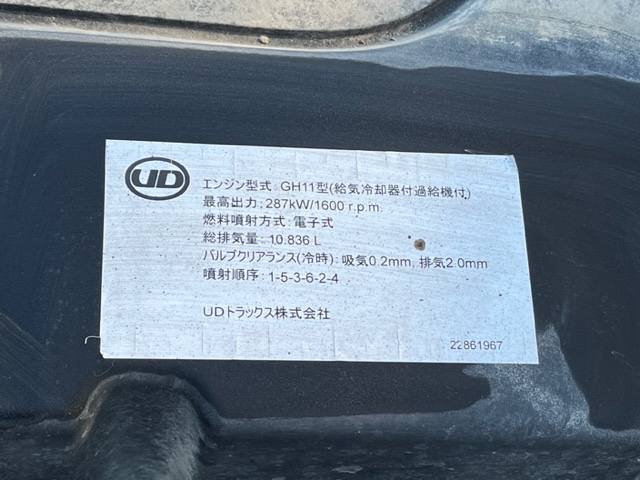 UD
エンジン型式:GH11型(給気冷却器付過給機付)
最高出力:287kW/1600 r.p.m.
燃料噴射方式:電子式
総排気量:10.836 L
バルブクリアランス(冷時):吸気0.2mm, 排気2.0mm
噴射順序:1-5-3-6-2-4
UDトラックス株式会社
22861967